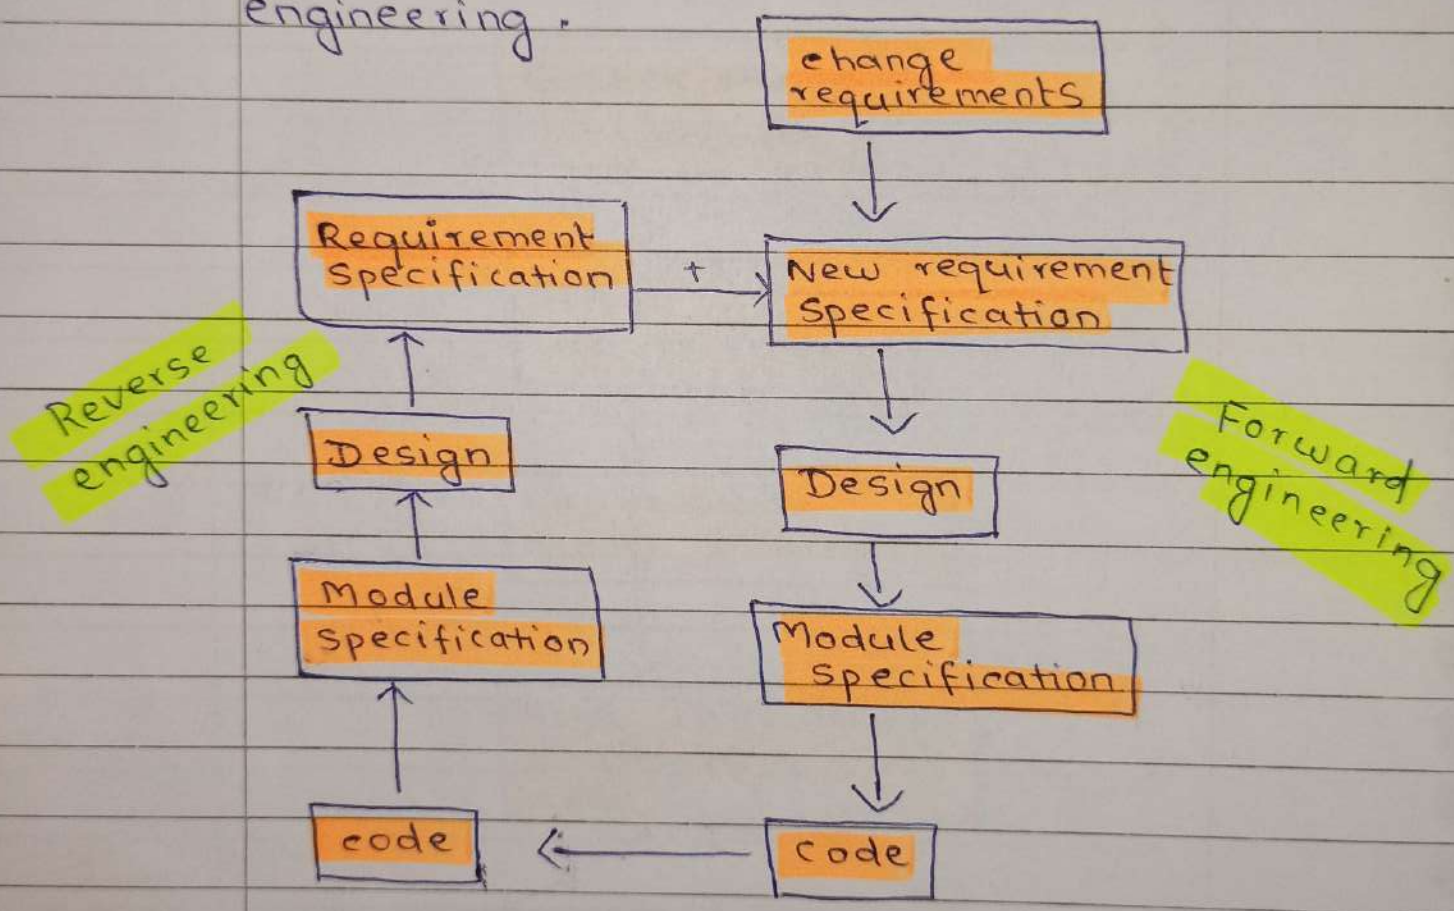 engineering.
change
requirements
Requirement
Specification
+
New requirement
Specification
Reverse
engineering
Forward
engineering
Design
Design
Module
Specification
Module
Specification
code
code